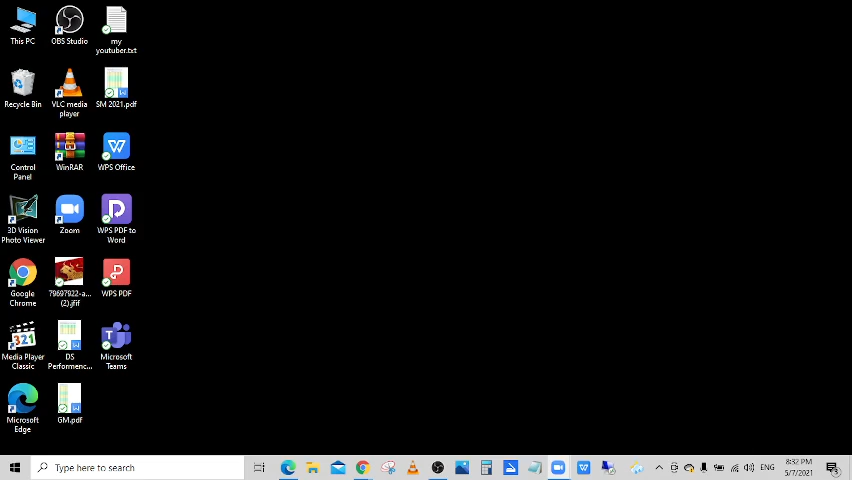 This PC
OBS Studio
my
youtuber.txt
Recycle Bin
VLC media
player
SM 2021.pdf
Control
Panel
WinRAR
WPS Office
3D Vision
Photo Viewer
Zoom
WPS PDF to
Word
Google
Chrome
79697922-a...
(2).jfif
WPS PDF
Media Player
Classic
DS
Performenc...
Microsoft
Teams
Microsoft
Edge
GM.pdf
Type here to search
ENG
8:32 PM
5/7/2021